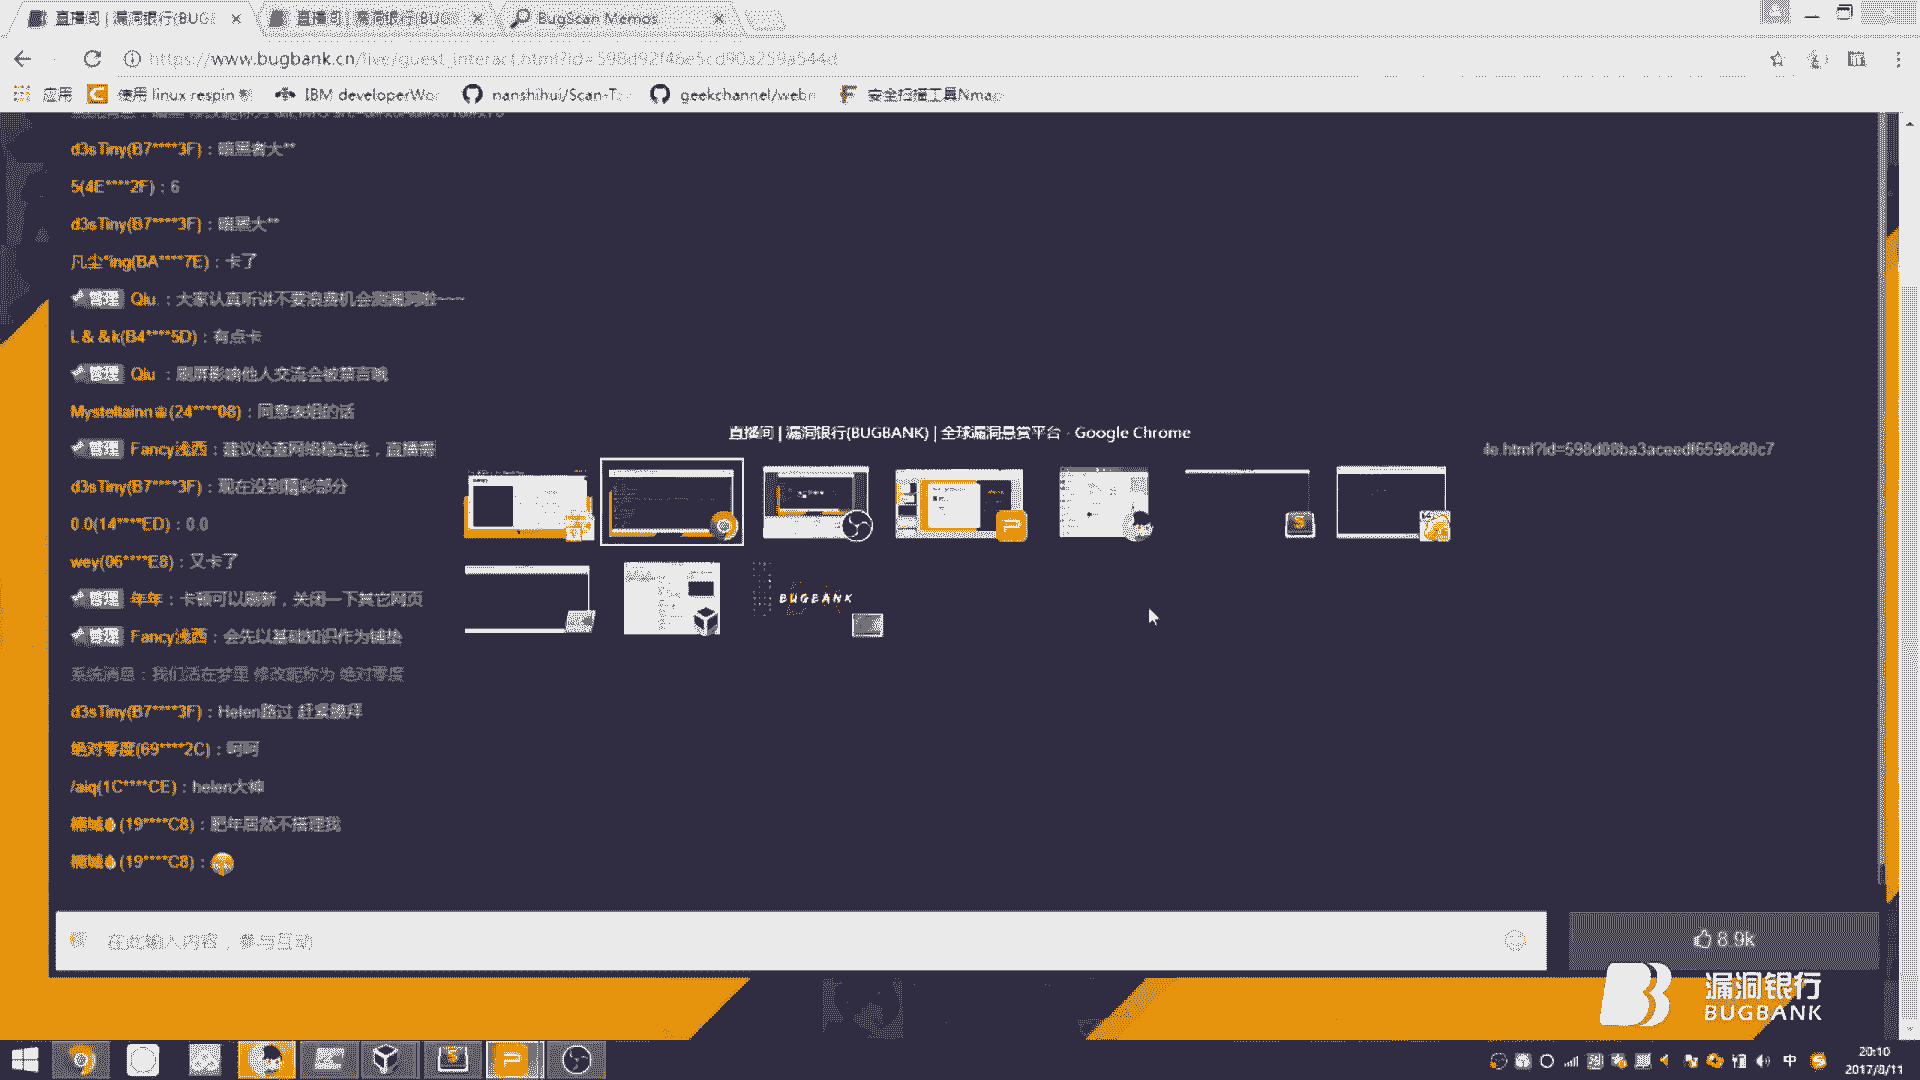 直播间 | 漏洞银行(BUGB
直播间 | 漏洞银行(BUGB
BugScan Memos
https://www.bugbank.cn/live/guest_interact.html?id=598d92f46e5cd90a259a544d
应用
使用 linux respin 制
IBM developerWor
nanshihui/Scan-T
geekchannel/webr
安全扫描工具Nmap
d3sTiny(B7****3F)：暗黑者大**
5(4E****2F)：6
d3sTiny(B7****3F)：暗黑大**
凡尘*ing(BA****7E)：卡了
管理 Qiu ：大家认真听讲不要浪费机会
L & &k(B4****5D)：有点卡
管理 Qiu ：刷屏影响他人交流会被禁言哦
(24****08)：同意表姐的话
管理 Fancy浅西：建议检查网络稳定性，直播需
d3sTiny(B7****3F)：现在没到精彩部分
0.0(14****ED)：0.0
wey(06****E8)：又卡了
管理 年年：卡顿可以刷新，关闭一下其它网页
管理 Fancy浅西：会先以基础知识作为铺垫
系统消息：我们活在梦里 修改昵称为 绝对零度
d3sTiny(B7****3F)：Helen路过 赶紧膜拜
绝对零度(69****2C)：呵呵
/aiq(1C****CE)：helen大神
(19****C8)：肥年居然不搭理我
(19****C8)：
直播间 | 漏洞银行(BUGBANK) | 全球漏洞悬赏平台 - Google Chrome
BUGBANK
在此输入内容，参与互动
8.9k
漏洞银行
BUGBANK
中
20:10
2017/8/11